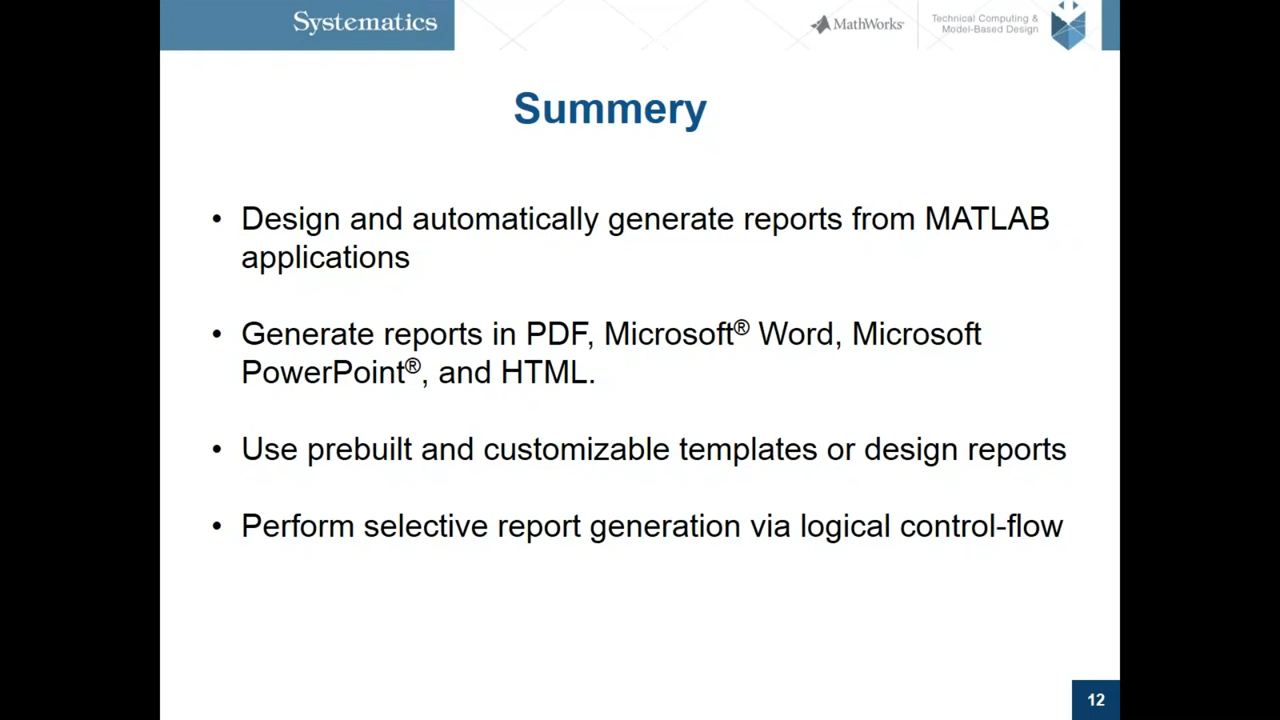 Systematics
MathWorks®
Technical Computing &
Model-Based Design
Summery
• Design and automatically generate reports from MATLAB
applications
• Generate reports in PDF, Microsoft® Word, Microsoft
PowerPoint®, and HTML.
• Use prebuilt and customizable templates or design reports
• Perform selective report generation via logical control-flow
12